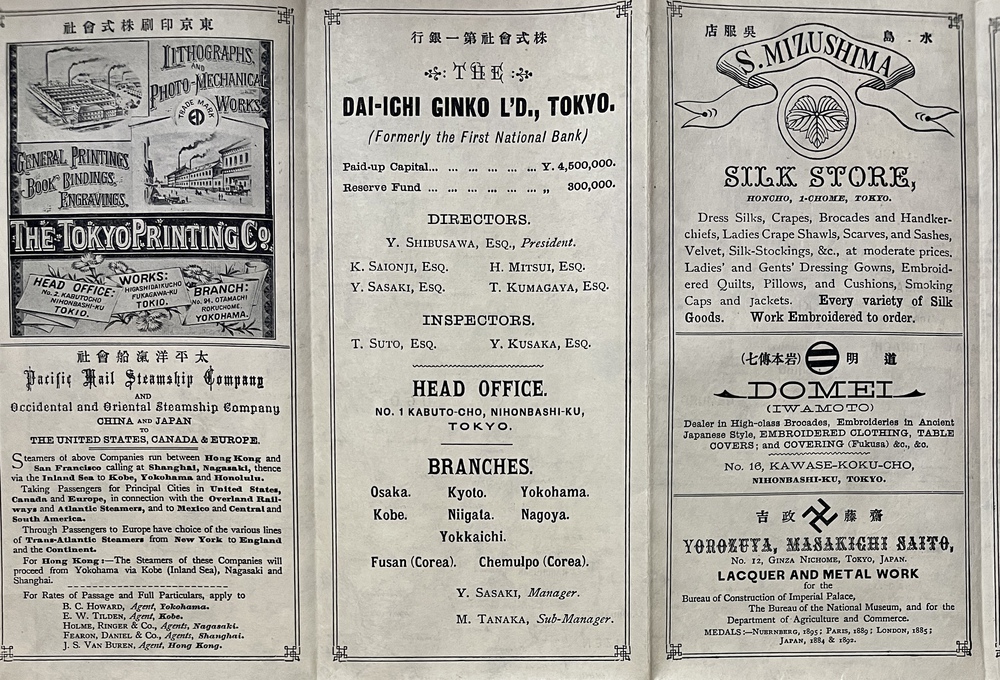 東京印刷株式會社
LITHOGRAPHS,
AND
PHOTO-MECHANICAL
WORKS.
TRADE MARK
GENERAL PRINTINGS
BOOK BINDINGS,
ENGRAVINGS.
THE TOKYO PRINTING Co.
HEAD OFFICE:
No. 2, KABUTOCHO
NIHONBASHI-KU
TOKIO.
WORKS:
HIGASHIDAIKUCHO
FUKAGAWA-KU
TOKIO.
BRANCH:
No. 94, OTAMACHI
ROKUCHOME,
YOKOHAMA.
太平洋滊船會社
Pacific Mail Steamship Company
AND
Occidental and Oriental Steamship Company
CHINA AND JAPAN
TO
THE UNITED STATES, CANADA & EUROPE.
Steamers of above Companies run between Hong Kong and
San Francisco calling at Shanghai, Nagasaki, thence
via the Inland Sea to Kobe, Yokohama and Honolulu.
Taking Passengers for Principal Cities in United States,
Canada and Europe, in connection with the Overland Rail-
ways and Atlantic Steamers, and to Mexico and Central and
South America.
Through Passengers to Europe have choice of the various lines
of Trans-Atlantic Steamers from New York to England
and the Continent.
For Hong Kong:—The Steamers of these Companies will
proceed from Yokohama via Kobe (Inland Sea), Nagasaki and
Shanghai.
For Rates of Passage and Full Particulars, apply to
B. C. HOWARD, Agent, Yokohama.
E. W. TILDEN, Agent, Kobe.
HOLME, RINGER & Co., Agents, Nagasaki.
FEARON, DANIEL & Co., Agents, Shanghai.
J. S. VAN BUREN, Agent, Hong Kong.
株式會社第一銀行
THE
DAI-ICHI GINKO L'D., TOKYO.
(Formerly the First National Bank)
Paid-up Capital... ... ... ... ... ... Y. 4,500,000.
Reserve Fund ... ... ... ... ... ... „ 300,000.
DIRECTORS.
Y. SHIBUSAWA, ESQ., President.
K. SAIONJI, ESQ. H. MITSUI, ESQ.
Y. SASAKI, ESQ. T. KUMAGAYA, ESQ.
INSPECTORS.
T. SUTO, ESQ. Y. KUSAKA, ESQ.
HEAD OFFICE.
NO. 1 KABUTO-CHO, NIHONBASHI-KU,
TOKYO.
BRANCHES.
Osaka. Kyoto. Yokohama.
Kobe. Niigata. Nagoya.
Yokkaichi.
Fusan (Corea). Chemulpo (Corea).
Y. SASAKI, Manager.
M. TANAKA, Sub-Manager.
水島
吳服店
S. MIZUSHIMA
SILK STORE,
HONCHO, 1-CHOME, TOKYO.
Dress Silks, Crapes, Brocades and Handker-
chiefs, Ladies Crape Shawls, Scarves, and Sashes,
Velvet, Silk-Stockings, &c., at moderate prices.
Ladies' and Gents' Dressing Gowns, Embroid-
ered Quilts, Pillows, and Cushions, Smoking
Caps and Jackets. Every variety of Silk
Goods. Work Embroidered to order.
道明
(岩本傳七)
DOMEI
(IWAMOTO)
Dealer in High-class Brocades, Embroideries in Ancient
Japanese Style, EMBROIDERED CLOTHING, TABLE
COVERS; and COVERING (Fukusa) &c., &c.
No. 16, KAWASE-KOKU-CHO,
NIHONBASHI-KU, TOKYO.
齋藤政吉
YOROZUYA, MASAKICHI SAITO,
No. 12, GINZA NICHOME, TOKYO, JAPAN.
LACQUER AND METAL WORK
for the
Bureau of Construction of Imperial Palace,
The Bureau of the National Museum, and for the
Department of Agriculture and Commerce.
MEDALS:—NUERNBERG, 1895; PARIS, 1889; LONDON, 1885;
JAPAN, 1884 & 1892.